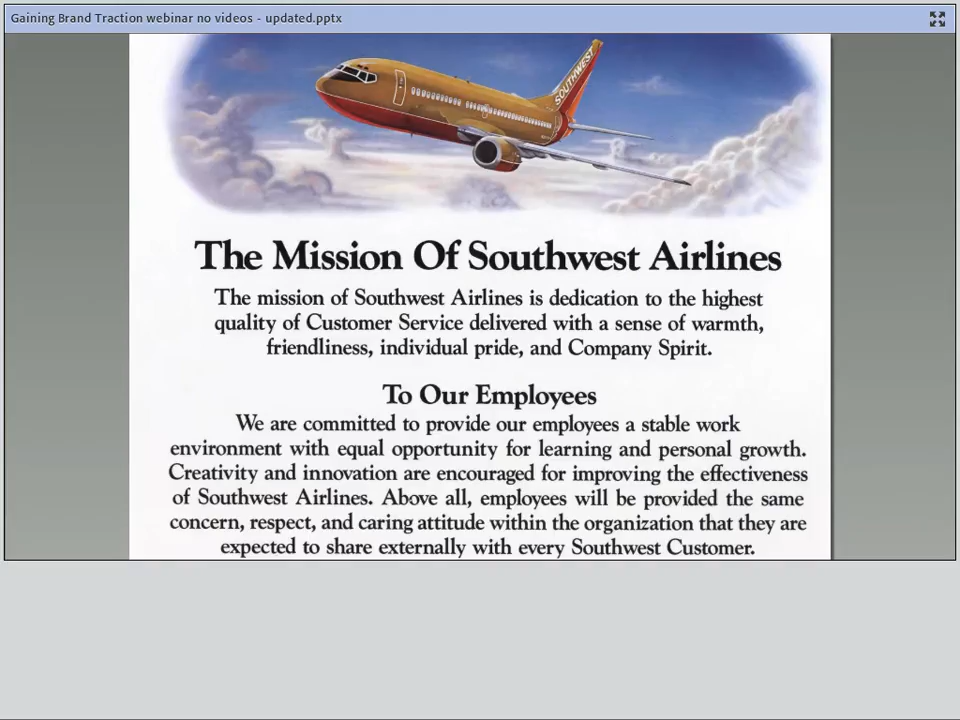 Gaining Brand Traction webinar no videos - updated.pptx
SOUTHWEST
The Mission Of Southwest Airlines
The mission of Southwest Airlines is dedication to the highest
quality of Customer Service delivered with a sense of warmth,
friendliness, individual pride, and Company Spirit.
To Our Employees
We are committed to provide our employees a stable work
environment with equal opportunity for learning and personal growth.
Creativity and innovation are encouraged for improving the effectiveness
of Southwest Airlines. Above all, employees will be provided the same
concern, respect, and caring attitude within the organization that they are
expected to share externally with every Southwest Customer.